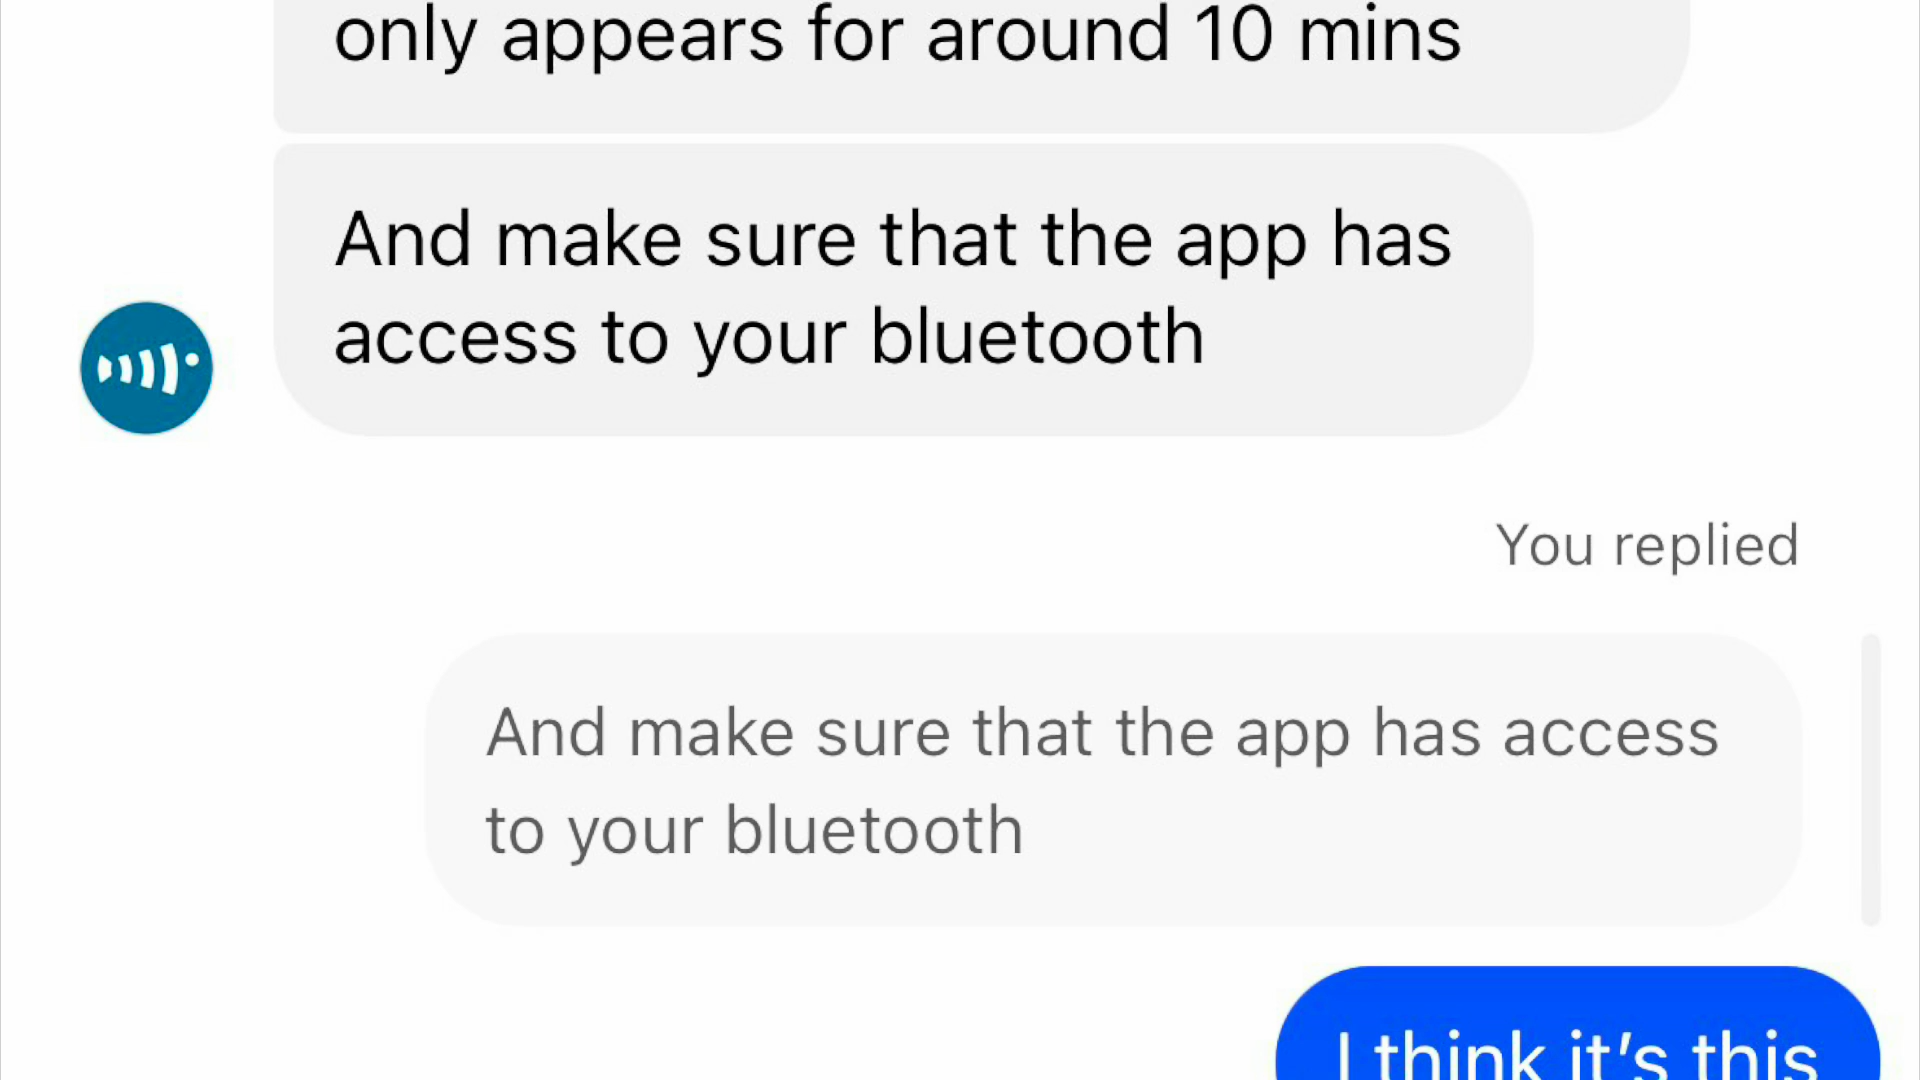 only appears for around 10 mins
And make sure that the app has
access to your bluetooth
You replied
And make sure that the app has access
to your bluetooth
I think it's this